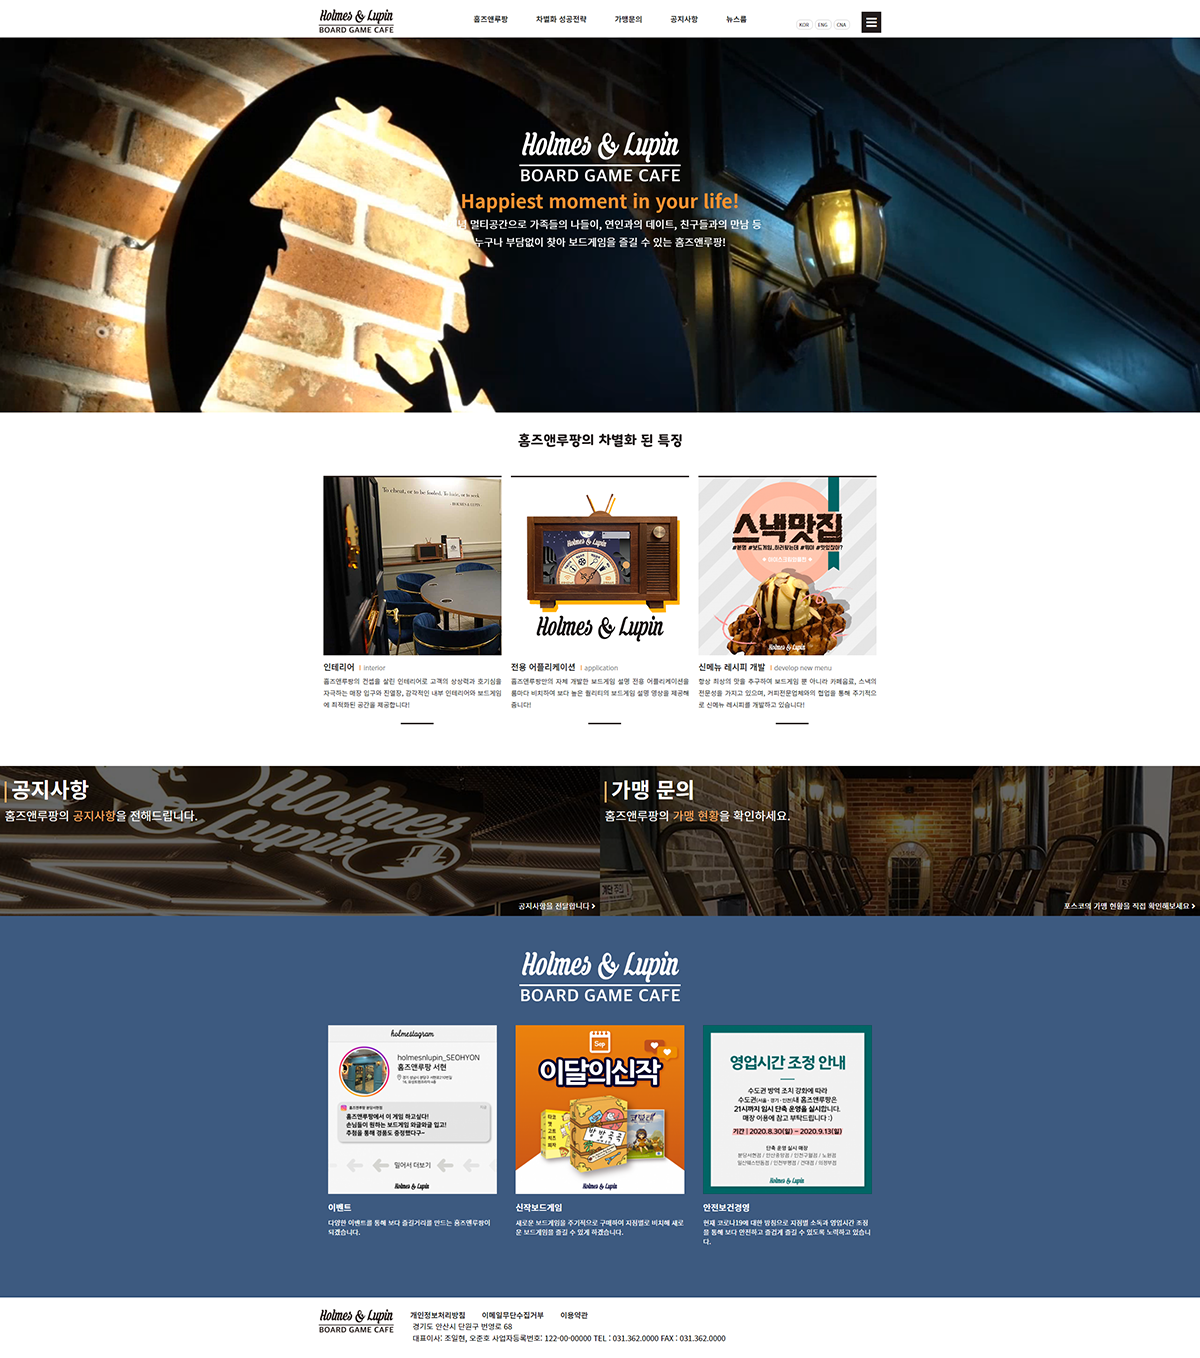 Holmes & Lupin
BOARD GAME CAFE
홈즈앤루팡
차별화 성공전략
가맹문의
공지사항
뉴스룸
KOR
ENG
CNA
Holmes & Lupin
BOARD GAME CAFE
Happiest moment in your life!
멀티공간으로 가족들의 나들이, 연인과의 데이트, 친구들과의 만남 등
누구나 부담없이 찾아 보드게임을 즐길 수 있는 홈즈앤루팡!
홈즈앤루팡의 차별화 된 특징
To cheat, or to be fooled. To hide, or to seek
- HOLMES & LUPIN
Holmes & Lupin
Holmes & Lupin
스낵맛집
Holmes & Lupin
인테리어 | interior
홈즈앤루팡의 컨셉을 살린 인테리어로 고객의 상상력과 호기심을
자극하는 매장 입구와 진열장, 감각적인 내부 인테리어와 보드게임
에 최적화된 공간을 제공합니다!
전용 어플리케이션 | application
홈즈앤루팡만의 자체 개발한 보드게임 설명 전용 어플리케이션을
룸마다 비치하여 보다 높은 퀄리티의 보드게임 설명 영상을 제공해
줍니다!
신메뉴 레시피 개발 | develop new menu
항상 최상의 맛을 추구하여 보드게임 뿐 아니라 카페음료, 스낵의
전문성을 가지고 있으며, 커피전문업체와의 협업을 통해 주기적으
로 신메뉴 레시피를 개발하고 있습니다!
공지사항
홈즈앤루팡의 공지사항을 전해드립니다.
Holmes
Lupin
공지사항을 전달합니다 >
가맹 문의
홈즈앤루팡의 가맹 현황을 확인하세요.
포스코의 가맹 현황을 직접 확인해보세요 >
Holmes & Lupin
BOARD GAME CAFE
holmestagram
holmesnlupin_SEOHYON
홈즈앤루팡 서현
홈즈앤루팡에서 이 게임 하고싶다!
손님들이 원하는 보드게임 와글와글 입고!
추첨을 통해 경품도 증정했다구~
밀어서 더보기
Holmes & Lupin
Sep
이달의신작
Holmes & Lupin
영업시간 조정 안내
수도권 방역 조치 강화에 따라
수도권(서울·경기·인천)내 홈즈앤루팡은
21시까지 임시 단축 운영을 실시합니다.
매장 이용에 참고 부탁드립니다 :)
기간 | 2020.8.30(일) ~ 2020.9.13(일)
단축 운영 실시 매장
Holmes & Lupin
이벤트
다양한 이벤트를 통해 보다 즐길거리를 만드는 홈즈앤루팡이
되겠습니다.
신작보드게임
새로운 보드게임을 주기적으로 구매하여 지점별로 비치해 새로
운 보드게임을 즐길 수 있게 하겠습니다.
안전보건경영
현재 코로나19에 대한 방침으로 지점별 소독과 영업시간 조정
을 통해 보다 안전하고 즐겁게 즐길 수 있도록 노력하고 있습니
다.
Holmes & Lupin
BOARD GAME CAFE
개인정보처리방침
이메일무단수집거부
이용약관
경기도 안산시 단원구 번영로 68
대표이사: 조일현, 오준호 사업자등록번호: 122-00-00000 TEL : 031.362.0000 FAX : 031.362.0000